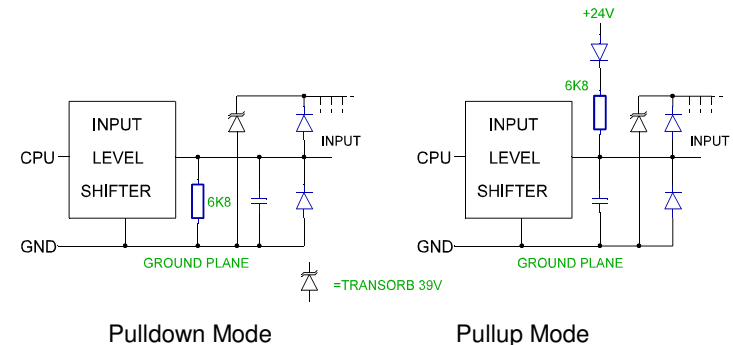 +24V
6K8
INPUT
LEVEL
SHIFTER
CPU
INPUT
6K8
GND
GROUND PLANE
=TRANSORB 39V
INPUT
LEVEL
SHIFTER
CPU
INPUT
GND
GROUND PLANE
Pulldown Mode
Pullup Mode